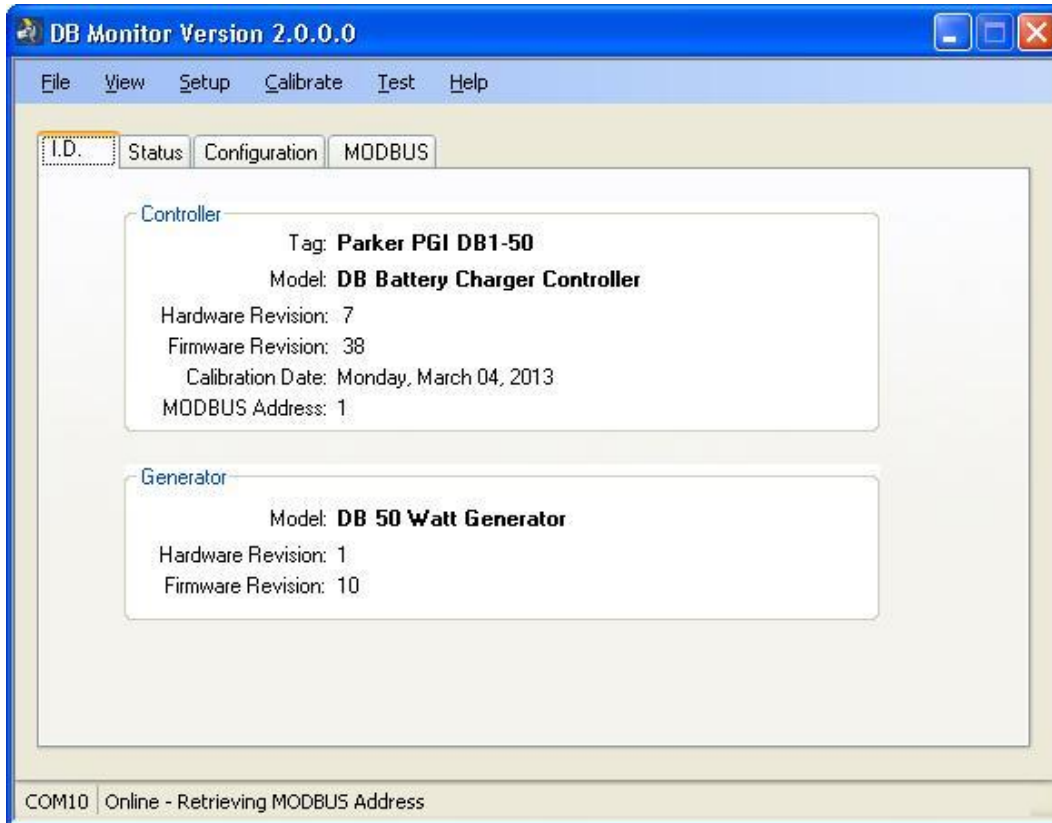 DB Monitor Version 2.0.0.0
File View Setup Calibrate Test Help
I.D. Status Configuration MODBUS
Controller
Tag: Parker PGI DB1-50
Model: DB Battery Charger Controller
Hardware Revision: 7
Firmware Revision: 38
Calibration Date: Monday, March 04, 2013
MODBUS Address: 1
Generator
Model: DB 50 Watt Generator
Hardware Revision: 1
Firmware Revision: 10
COM10 Online - Retrieving MODBUS Address